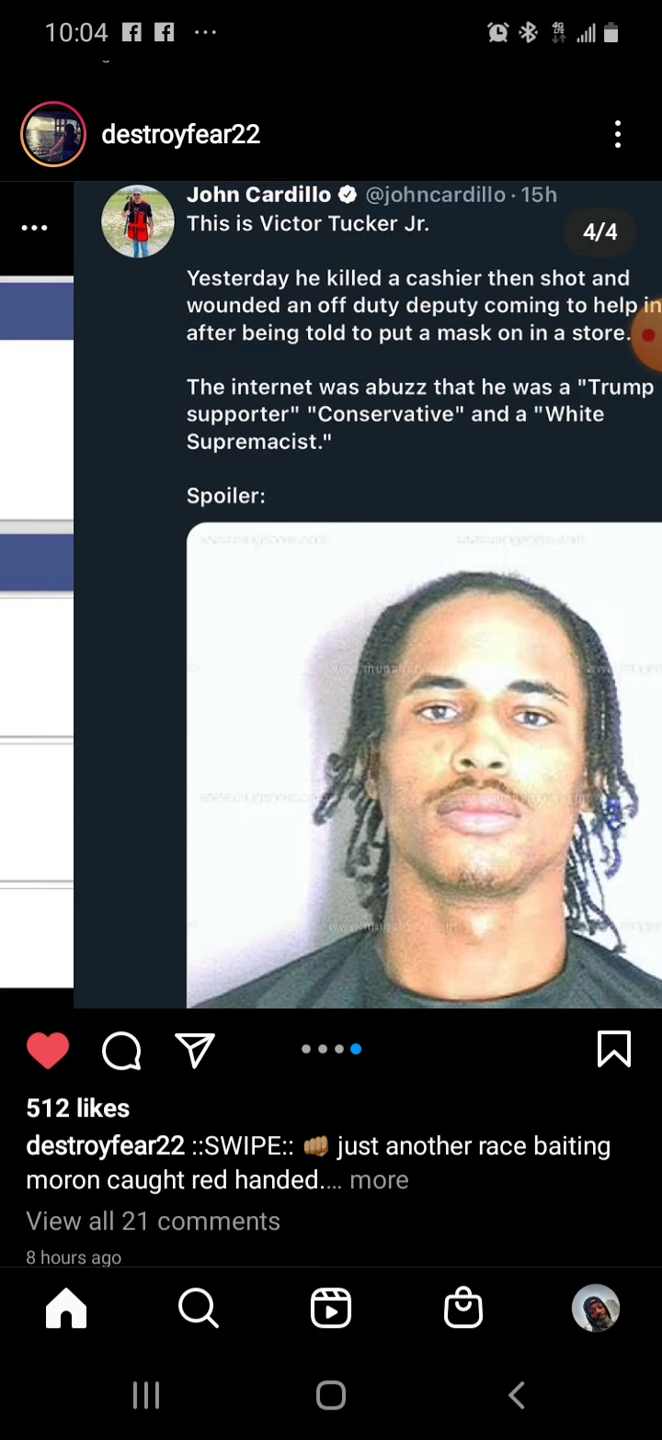 10:04
4G
LTE
destroyfear22
John Cardillo @johncardillo · 15h
This is Victor Tucker Jr.
4/4
Yesterday he killed a cashier then shot and
wounded an off duty deputy coming to help in
after being told to put a mask on in a store.
The internet was abuzz that he was a "Trump
supporter" "Conservative" and a "White
Supremacist."
Spoiler:
512 likes
destroyfear22 ::SWIPE:: 👊🏽 just another race baiting
moron caught red handed.... more
View all 21 comments
8 hours ago